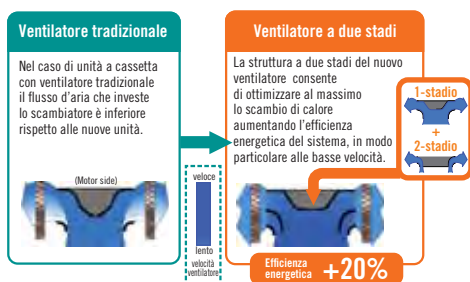 Ventilatore tradizionale
Nel caso di unità a cassetta
con ventilatore tradizionale
il flusso d'aria che investe
lo scambiatore è inferiore
rispetto alle nuove unità.
(Motor side)
veloce
lento
velocità
ventilatore
Ventilatore a due stadi
La struttura a due stadi del nuovo
ventilatore consente
di ottimizzare al massimo
lo scambio di calore
aumentando l'efficienza
energetica del sistema, in modo
particolare alle basse velocità.
1-stadio
+
2-stadio
Efficienza
energetica +20%